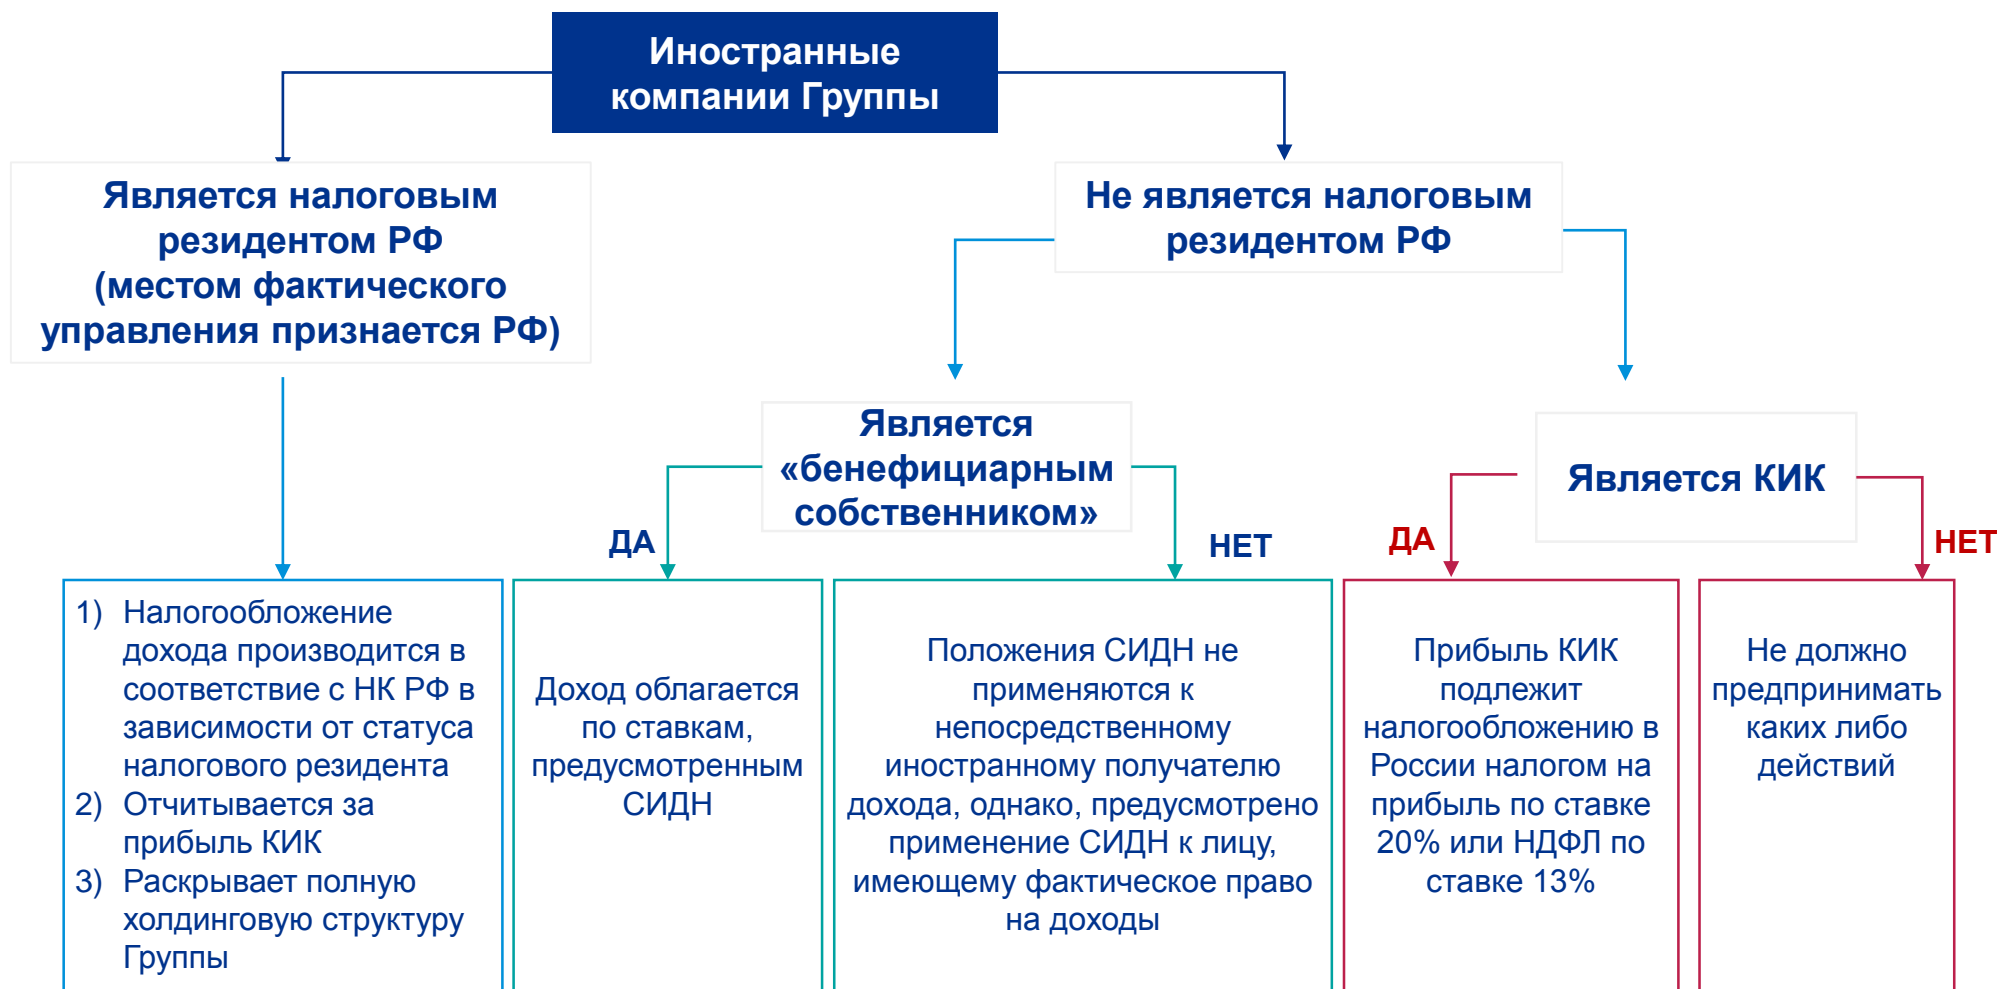 Иностранные
компании Группы
Является налоговым
резидентом РФ
(местом фактического
управления признается РФ)
Не является налоговым
резидентом РФ
Является
«бенефициарным
собственником»
Является КИК
ДА
НЕТ
ДА
НЕТ
1) Налогообложение
дохода производится в
соответствие с НК РФ в
зависимости от статуса
налогового резидента
2) Отчитывается за
прибыль КИК
3) Раскрывает полную
холдинговую структуру
Группы
Доход облагается
по ставкам,
предусмотренным
СИДН
Положения СИДН не
применяются к
непосредственному
иностранному получателю
дохода, однако, предусмотрено
применение СИДН к лицу,
имеющему фактическое право
на доходы
Прибыль КИК
подлежит
налогообложению в
России налогом на
прибыль по ставке
20% или НДФЛ по
ставке 13%
Не должно
предпринимать
каких либо
действий